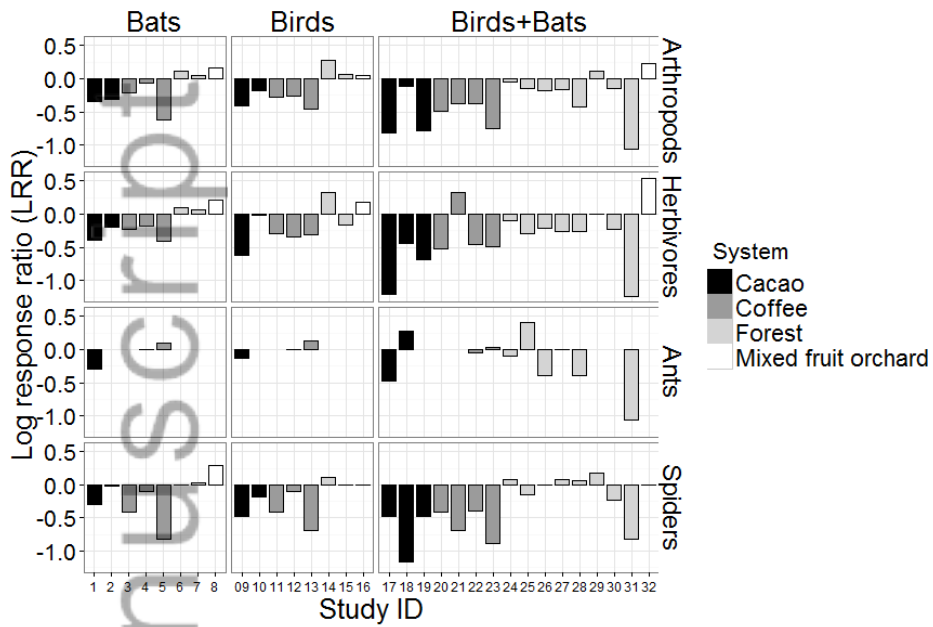 Bats Birds Birds+Bats
0.5
0.0
-0.5
-1.0
Arthropods
0.5
0.0
-0.5
-1.0
Herbivores
0.5
0.0
-0.5
-1.0
Ants
0.5
0.0
-0.5
-1.0
Spiders
Log response ratio (LRR)
1 2 3 4 5 6 7 8 09 10 11 12 13 14 15 16 17 18 19 20 21 22 23 24 25 26 27 28 29 30 31 32
Study ID
System
Cacao
Coffee
Forest
Mixed fruit orchard
nuscript